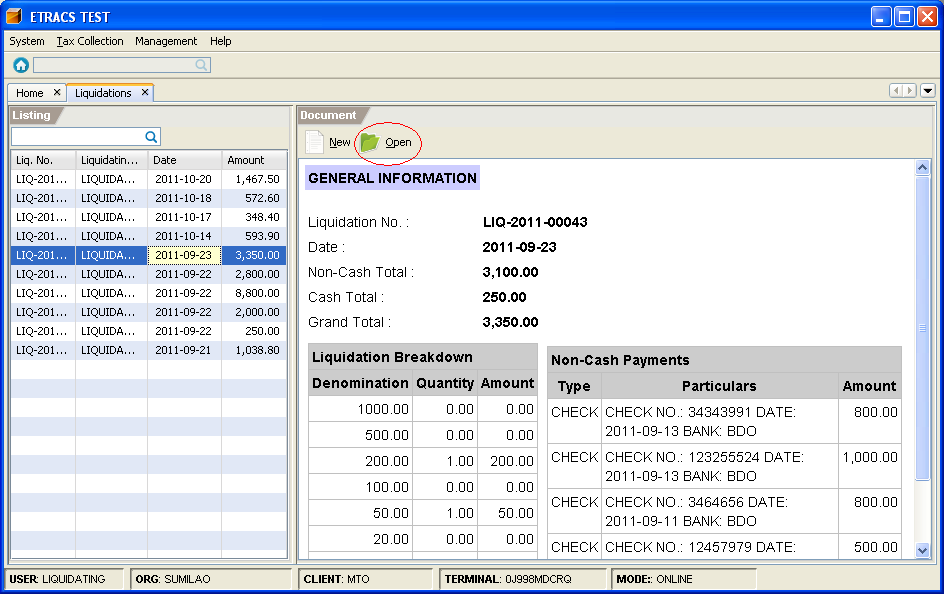 ETRACS TEST
System Tax Collection Management Help
Home Liquidations
Listing
Liq. No. Liquidatin... Date Amount
LIQ-201... LIQUIDA... 2011-10-20 1,467.50
LIQ-201... LIQUIDA... 2011-10-18 572.60
LIQ-201... LIQUIDA... 2011-10-17 348.40
LIQ-201... LIQUIDA... 2011-10-14 593.90
LIQ-201... LIQUIDA... 2011-09-23 3,350.00
LIQ-201... LIQUIDA... 2011-09-22 2,800.00
LIQ-201... LIQUIDA... 2011-09-22 8,800.00
LIQ-201... LIQUIDA... 2011-09-22 2,000.00
LIQ-201... LIQUIDA... 2011-09-22 250.00
LIQ-201... LIQUIDA... 2011-09-21 1,038.80
Document
New Open
GENERAL INFORMATION
Liquidation No. : LIQ-2011-00043
Date : 2011-09-23
Non-Cash Total : 3,100.00
Cash Total : 250.00
Grand Total : 3,350.00
Liquidation Breakdown
Denomination Quantity Amount
1000.00 0.00 0.00
500.00 0.00 0.00
200.00 1.00 200.00
100.00 0.00 0.00
50.00 1.00 50.00
20.00 0.00 0.00
Non-Cash Payments
Type Particulars Amount
CHECK CHECK NO.: 34343991 DATE: 800.00
2011-09-13 BANK: BDO
CHECK CHECK NO.: 123255524 DATE: 1,000.00
2011-09-13 BANK: BDO
CHECK CHECK NO.: 3464656 DATE: 800.00
2011-09-11 BANK: BDO
CHECK CHECK NO.: 12457979 DATE: 500.00
USER: LIQUIDATING ORG: SUMILAO CLIENT: MTO TERMINAL: 0J998MDCRQ MODE:: ONLINE